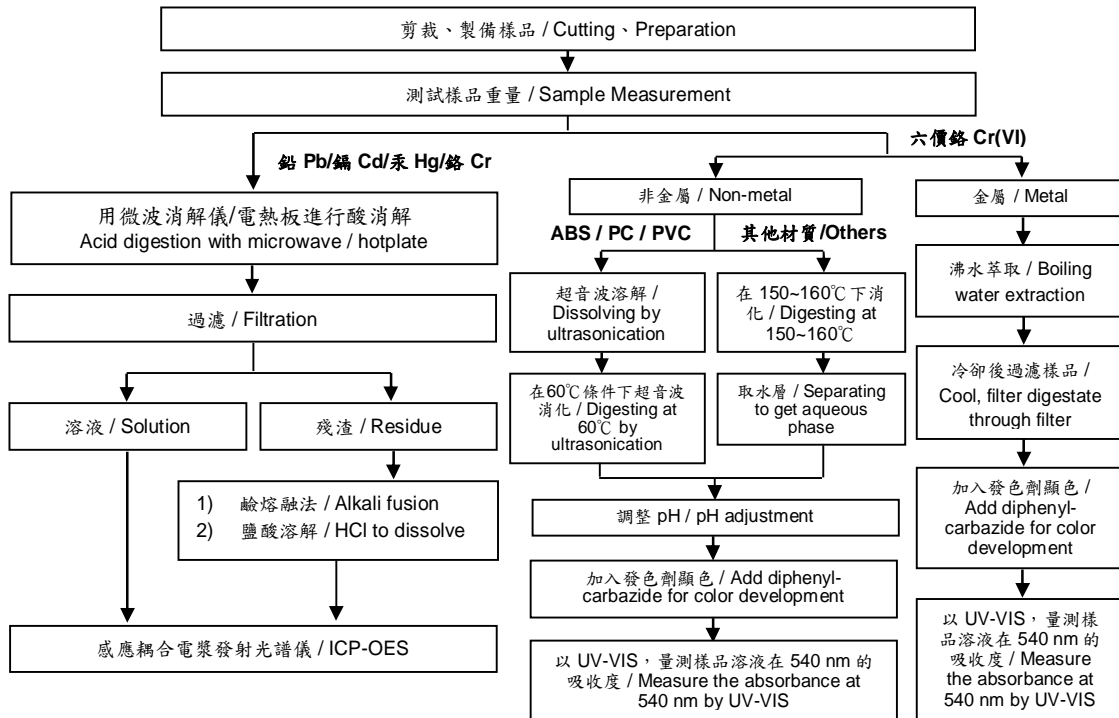 剪裁、製備樣品 / Cutting、Preparation
測試樣品重量 / Sample Measurement
鉛 Pb/鎘 Cd/汞 Hg/鉻 Cr
用微波消解儀/電熱板進行酸消解
Acid digestion with microwave / hotplate
過濾 / Filtration
溶液 / Solution
殘渣 / Residue
1) 鹼熔融法 / Alkali fusion
2) 鹽酸溶解 / HCl to dissolve
感應耦合電漿發射光譜儀 / ICP-OES
六價鉻 Cr(VI)
非金屬 / Non-metal
ABS / PC / PVC
超音波溶解 /
Dissolving by
ultrasonication
在60℃條件下超音波
消化 / Digesting at
60℃ by
ultrasonication
其他材質/Others
在 150~160℃下消
化 / Digesting at
150~160℃
取水層 / Separating
to get aqueous
phase
調整 pH / pH adjustment
加入發色劑顯色 / Add diphenyl-
carbazide for color development
以 UV-VIS，量測樣品溶液在 540 nm 的
吸收度 / Measure the absorbance at
540 nm by UV-VIS
金屬 / Metal
沸水萃取 / Boiling
water extraction
冷卻後過濾樣品 /
Cool, filter digestate
through filter
加入發色劑顯色 /
Add diphenyl-
carbazide for color
development
以 UV-VIS，量測樣
品溶液在 540 nm 的
吸收度 / Measure
the absorbance at
540 nm by UV-VIS